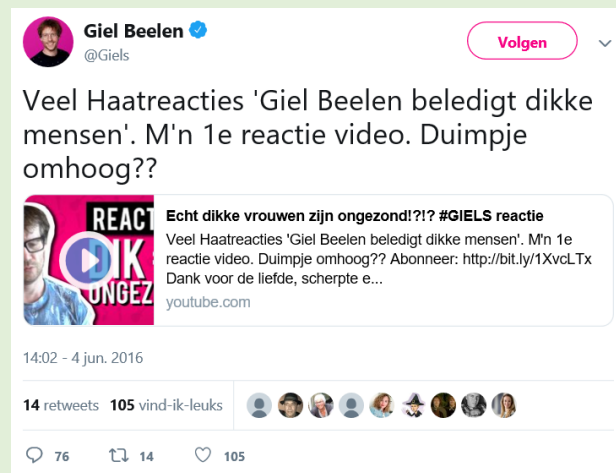 Giel Beelen
@Giels
Volgen
Veel Haatreacties 'Giel Beelen beledigt dikke
mensen'. M'n 1e reactie video. Duimpje
omhoog??
REACT
DIK
ONGEZ
Echt dikke vrouwen zijn ongezond!?!? #GIELS reactie
Veel Haatreacties 'Giel Beelen beledigt dikke mensen'. M'n 1e
reactie video. Duimpje omhoog?? Abonneer: http://bit.ly/1XvcLTx
Dank voor de liefde, scherpte e...
youtube.com
14:02 - 4 jun. 2016
14 retweets 105 vind-ik-leuks
76 14 105